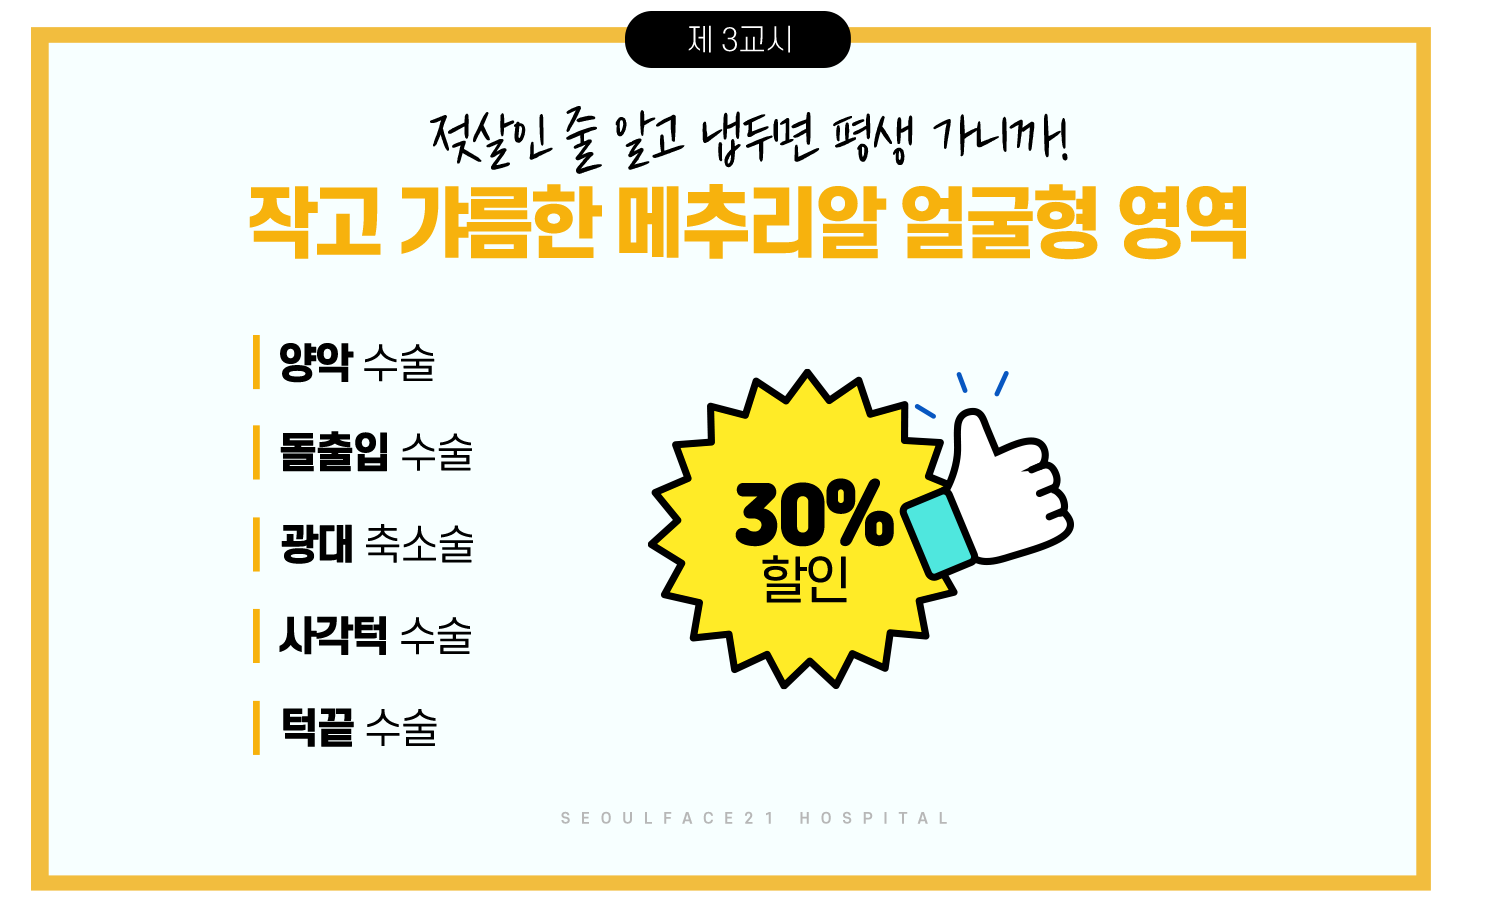 제 3교시
젖살인 줄 알고 냅두면 평생 가니까!
작고 갸름한 메추리알 얼굴형 영역
양악 수술
돌출입 수술
광대 축소술
사각턱 수술
턱끝 수술
30%
할인
SEOULFACE21 HOSPITAL